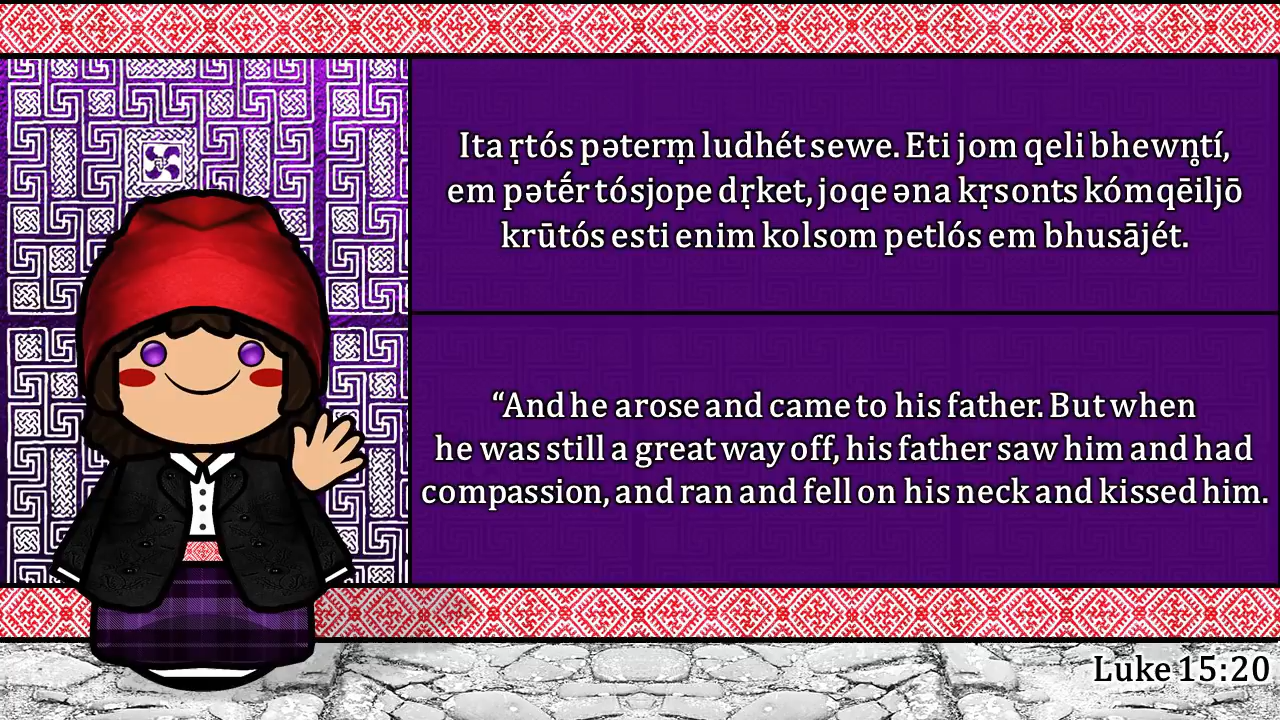 Ita ṛtós pəterṃ ludhét sewe. Eti jom qeli bhewn̥tí,
em pətḗr tósjope dṛket, joqe əna kṛsonts kómqēiljō
krūtós esti enim kolsom petlós em bhusājét.
“And he arose and came to his father. But when
he was still a great way off, his father saw him and had
compassion, and ran and fell on his neck and kissed him.
Luke 15:20